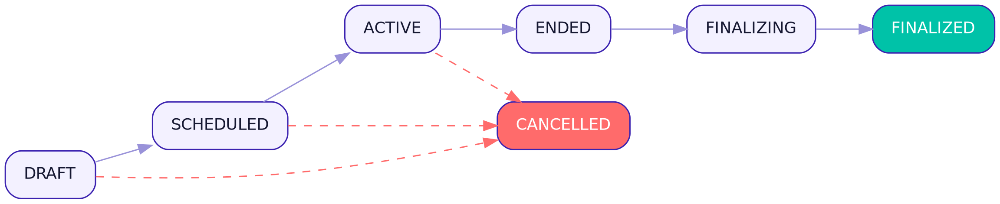 ACTIVE
ENDED
FINALIZING
FINALIZED
SCHEDULED
CANCELLED
DRAFT